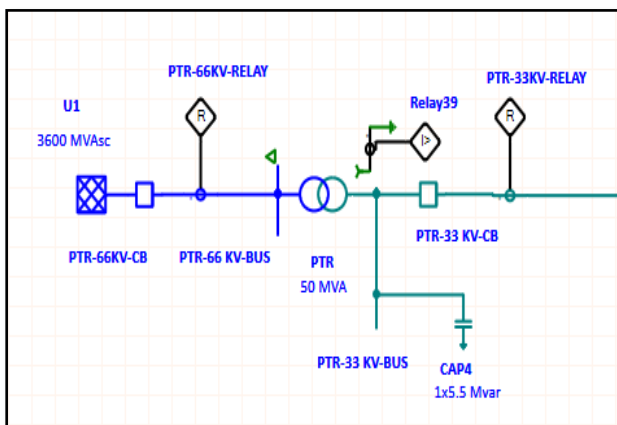 PTR-66KV-RELAY
PTR-33KV-RELAY
U1
Relay39
3600 MVAsc
R
I>
R
PTR-66KV-CB
PTR-66 KV-BUS
PTR
PTR-33 KV-CB
50 MVA
PTR-33 KV-BUS
CAP4
1x5.5 Mvar